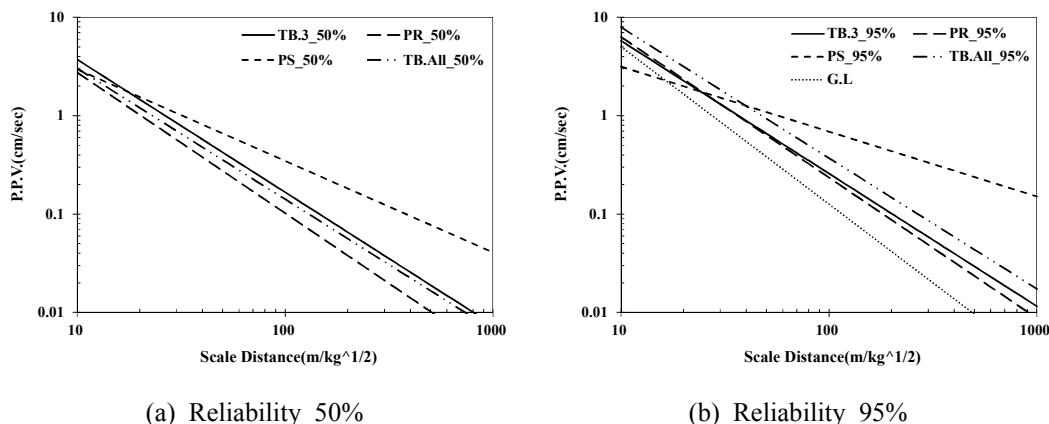 10
1
0.1
0.01
P.P.V.(cm/sec)
TB.3_50%
PR_50%
PS_50%
TB.All_50%
10
100
1000
Scale Distance(m/kg^1/2)
(a) Reliability 50%
10
1
0.1
0.01
P.P.V.(cm/sec)
TB.3_95%
PR_95%
PS_95%
TB.All_95%
G.L
10
100
1000
Scale Distance(m/kg^1/2)
(b) Reliability 95%